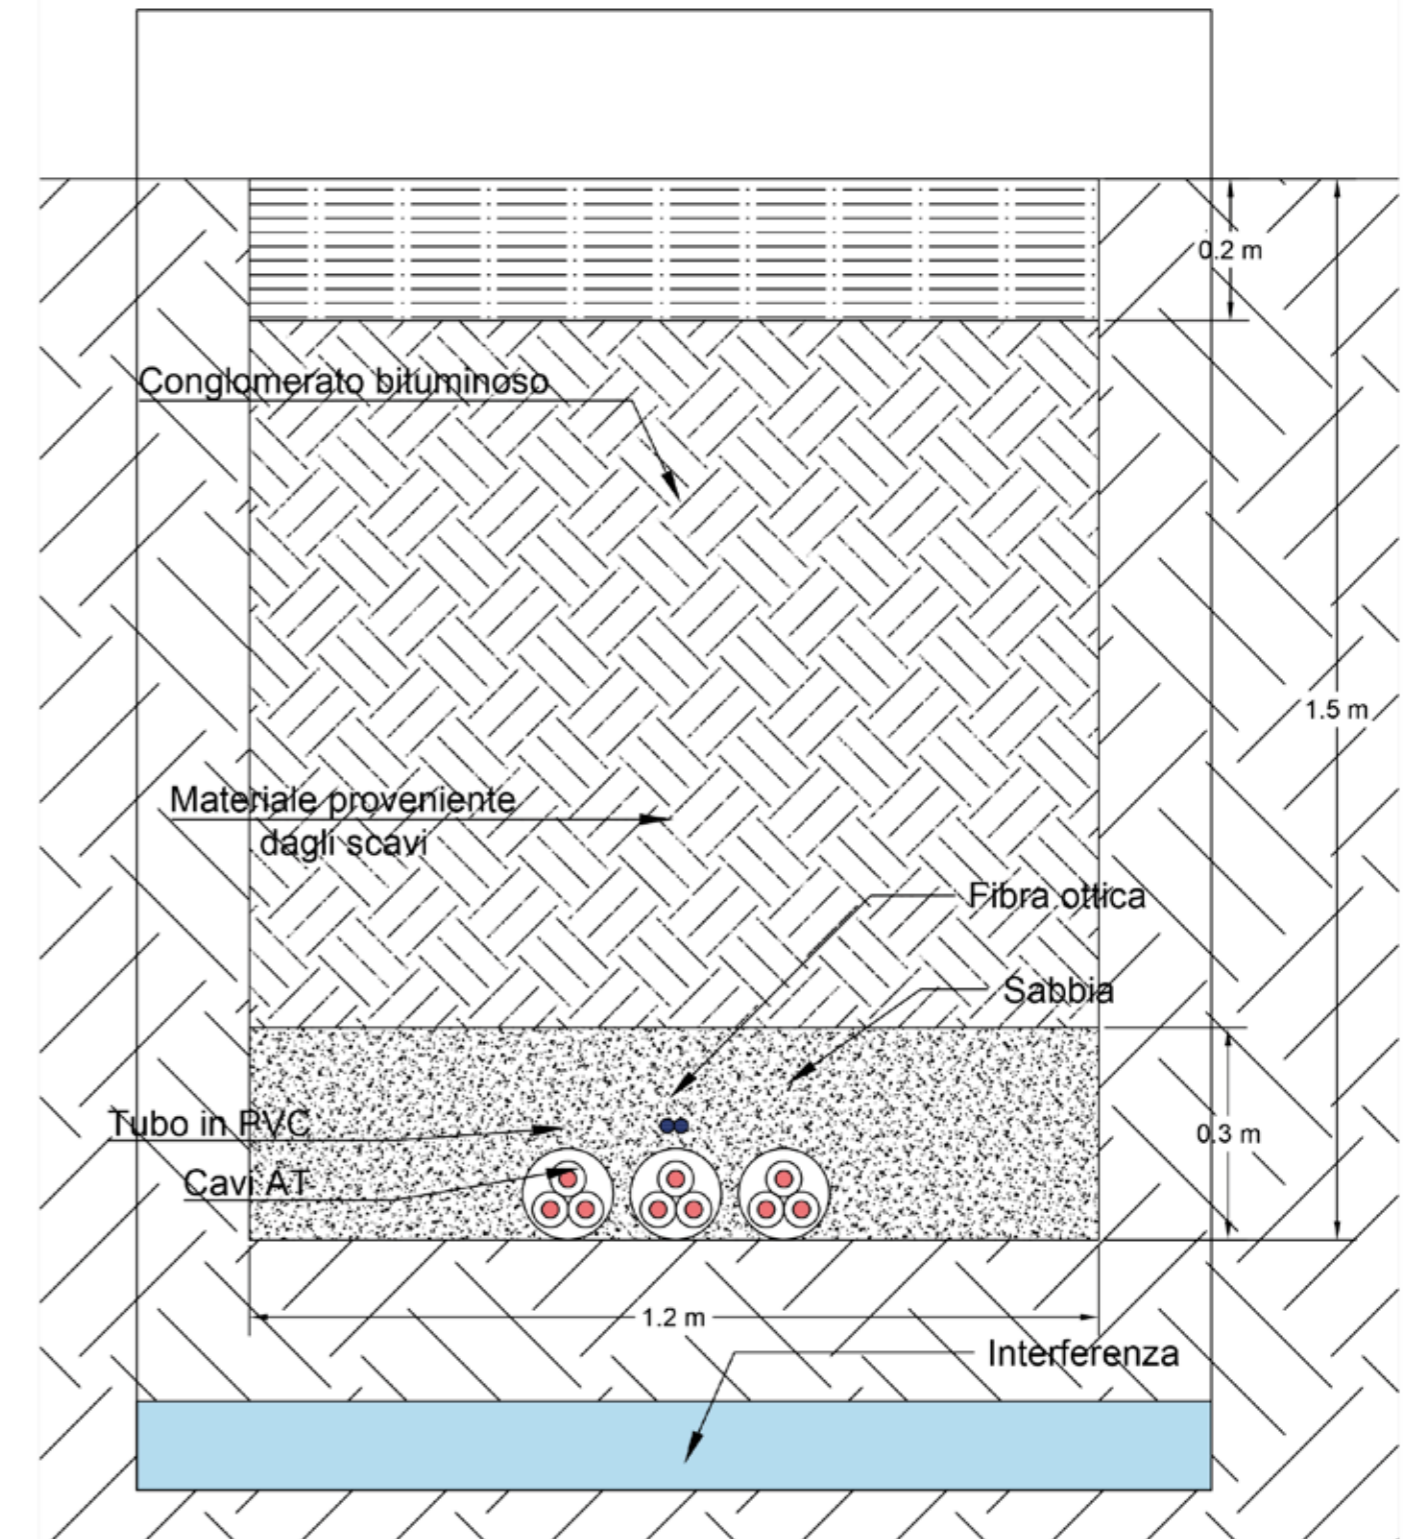 0.2 m
Conglomerato bituminoso
1.5 m
Materiale proveniente
dagli scavi
Fibra ottica
Sabbia
Tubo in PVC
0.3 m
Cavi AT
1.2 m
Interferenza